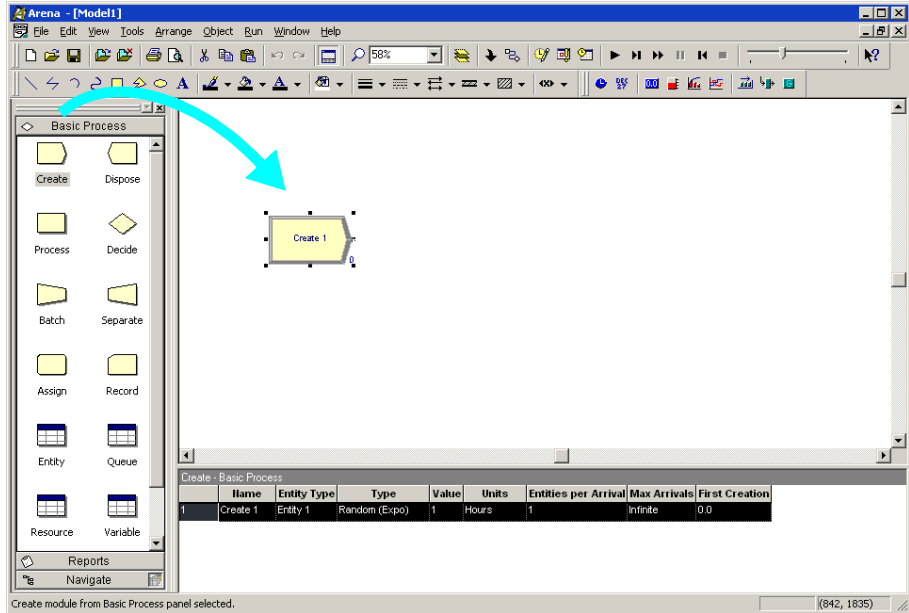 Arena - [Model1]
File Edit View Tools Arrange Object Run Window Help
58%
A A
Basic Process
Create Dispose
Process Decide
Batch Separate
Assign Record
Entity Queue
Resource Variable
Reports
Navigate
Create 1
0
Create - Basic Process
Name Entity Type Type Value Units Entities per Arrival Max Arrivals First Creation
1 Create 1 Entity 1 Random (Expo) 1 Hours 1 Infinite 0.0
Create module from Basic Process panel selected.
(842, 1835)